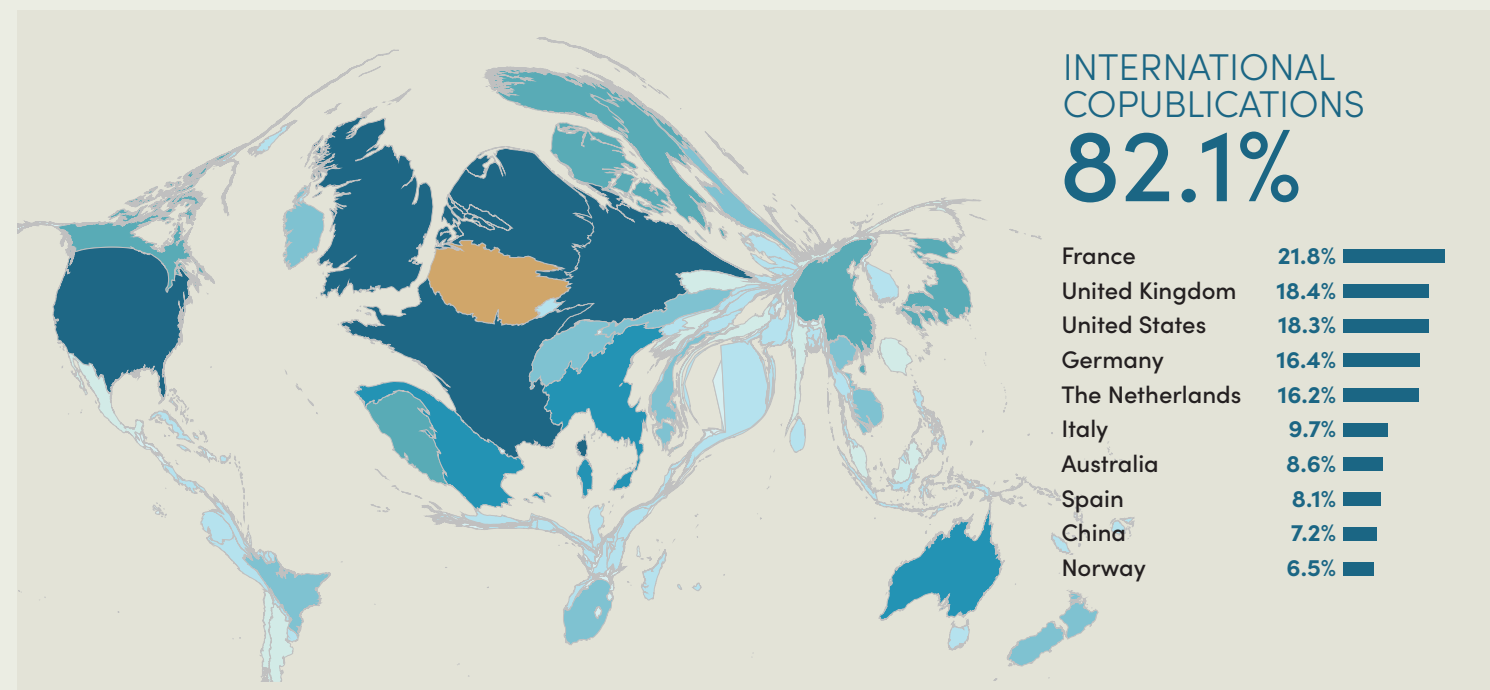 INTERNATIONAL
COPUBLICATIONS
82.1%
France 21.8%
United Kingdom 18.4%
United States 18.3%
Germany 16.4%
The Netherlands 16.2%
Italy 9.7%
Australia 8.6%
Spain 8.1%
China 7.2%
Norway 6.5%